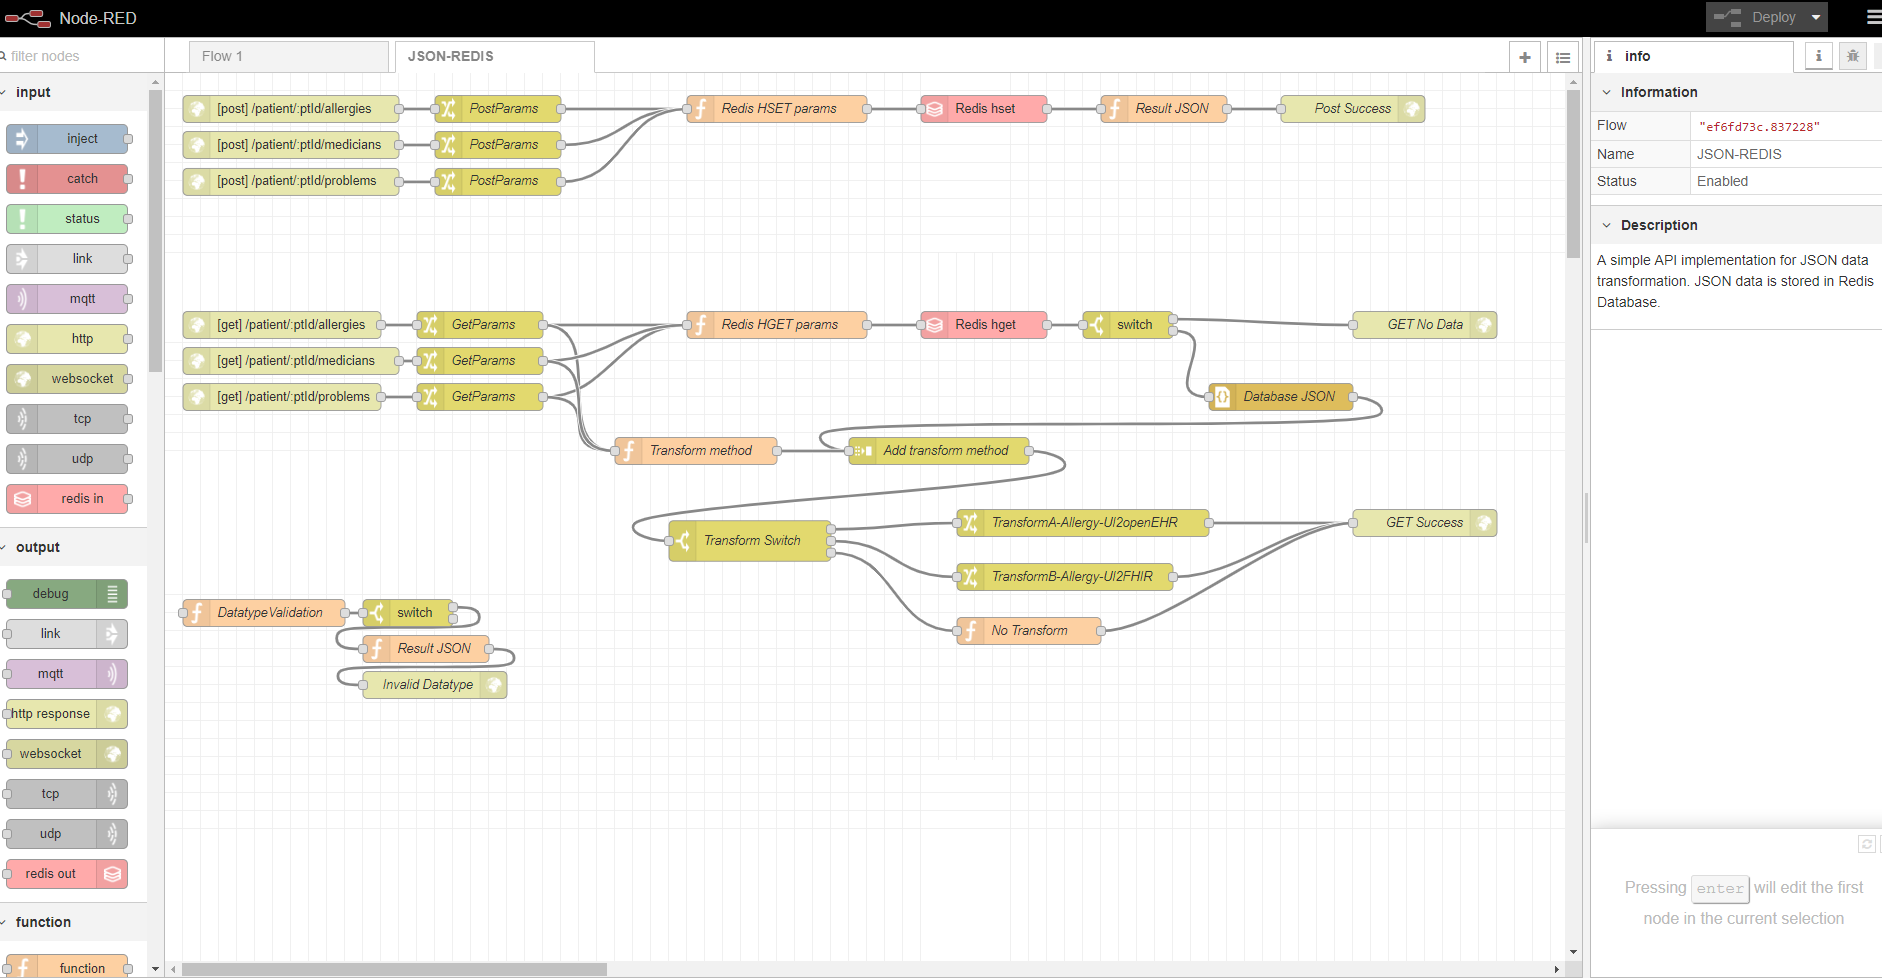 Node-RED
Deploy
filter nodes
Flow 1
JSON-REDIS
info
input
inject
catch
status
link
mqtt
http
websocket
tcp
udp
redis in
output
debug
link
mqtt
http response
websocket
tcp
udp
redis out
function
function
[post] /patient/:ptId/allergies
PostParams
Redis HSET params
Redis hset
Result JSON
Post Success
[post] /patient/:ptId/medicians
PostParams
[post] /patient/:ptId/problems
PostParams
[get] /patient/:ptId/allergies
GetParams
Redis HGET params
Redis hget
switch
GET No Data
[get] /patient/:ptId/medicians
GetParams
[get] /patient/:ptId/problems
GetParams
Database JSON
Transform method
Add transform method
Transform Switch
TransformA-Allergy-UI2openEHR
GET Success
TransformB-Allergy-UI2FHIR
No Transform
DatatypeValidation
switch
Result JSON
Invalid Datatype
Information
Flow "ef6fd73c.837228"
Name JSON-REDIS
Status Enabled
Description
A simple API implementation for JSON data
transformation. JSON data is stored in Redis
Database.
Pressing enter will edit the first
node in the current selection